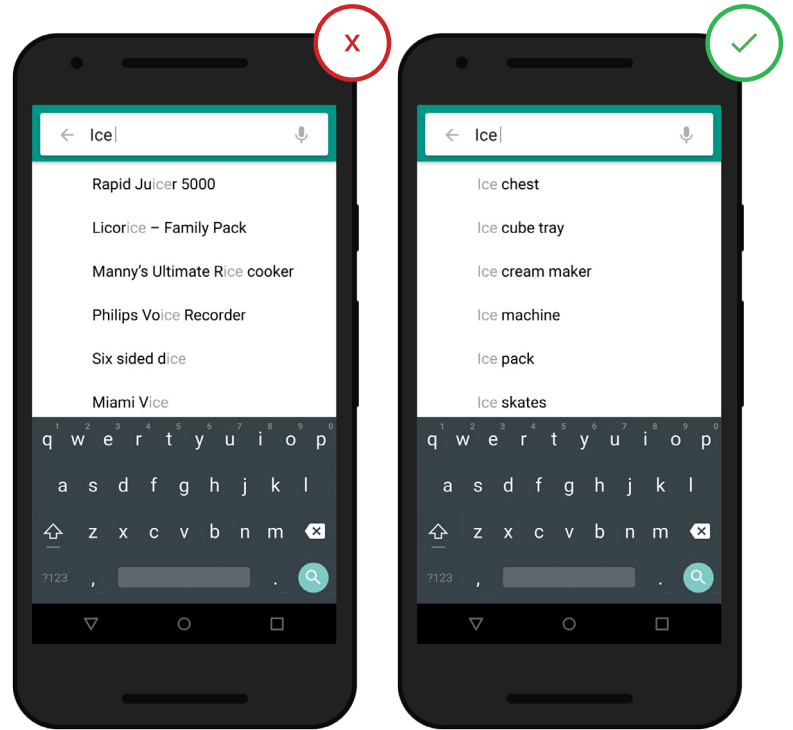 X
Ice
Rapid Juicer 5000
Licorice – Family Pack
Manny's Ultimate Rice cooker
Philips Voice Recorder
Six sided dice
Miami Vice
1 2 3 4 5 6 7 8 9 0
q w e r t y u i o p
a s d f g h j k l
z x c v b n m
?123 , .
Ice
Ice chest
Ice cube tray
Ice cream maker
Ice machine
Ice pack
Ice skates
1 2 3 4 5 6 7 8 9 0
q w e r t y u i o p
a s d f g h j k l
z x c v b n m
?123 , .